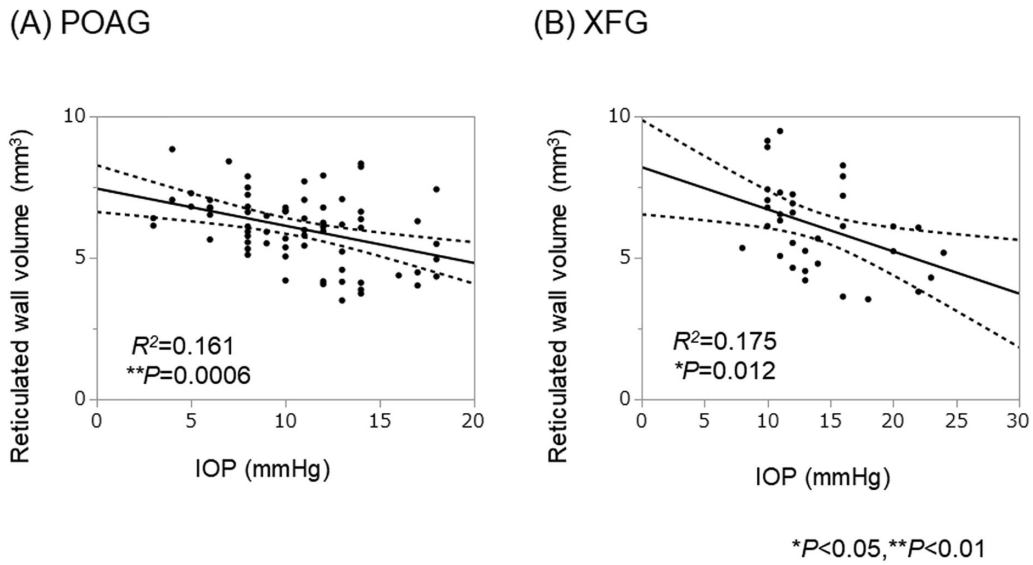 (A) POAG
(B) XFG
Reticulated wall volume (mm³)
10
5
0
R²=0.161
**P=0.0006
0 5 10 15 20
IOP (mmHg)
Reticulated wall volume (mm³)
10
5
0
R²=0.175
*P=0.012
0 5 10 15 20 25 30
IOP (mmHg)
*P<0.05,**P<0.01